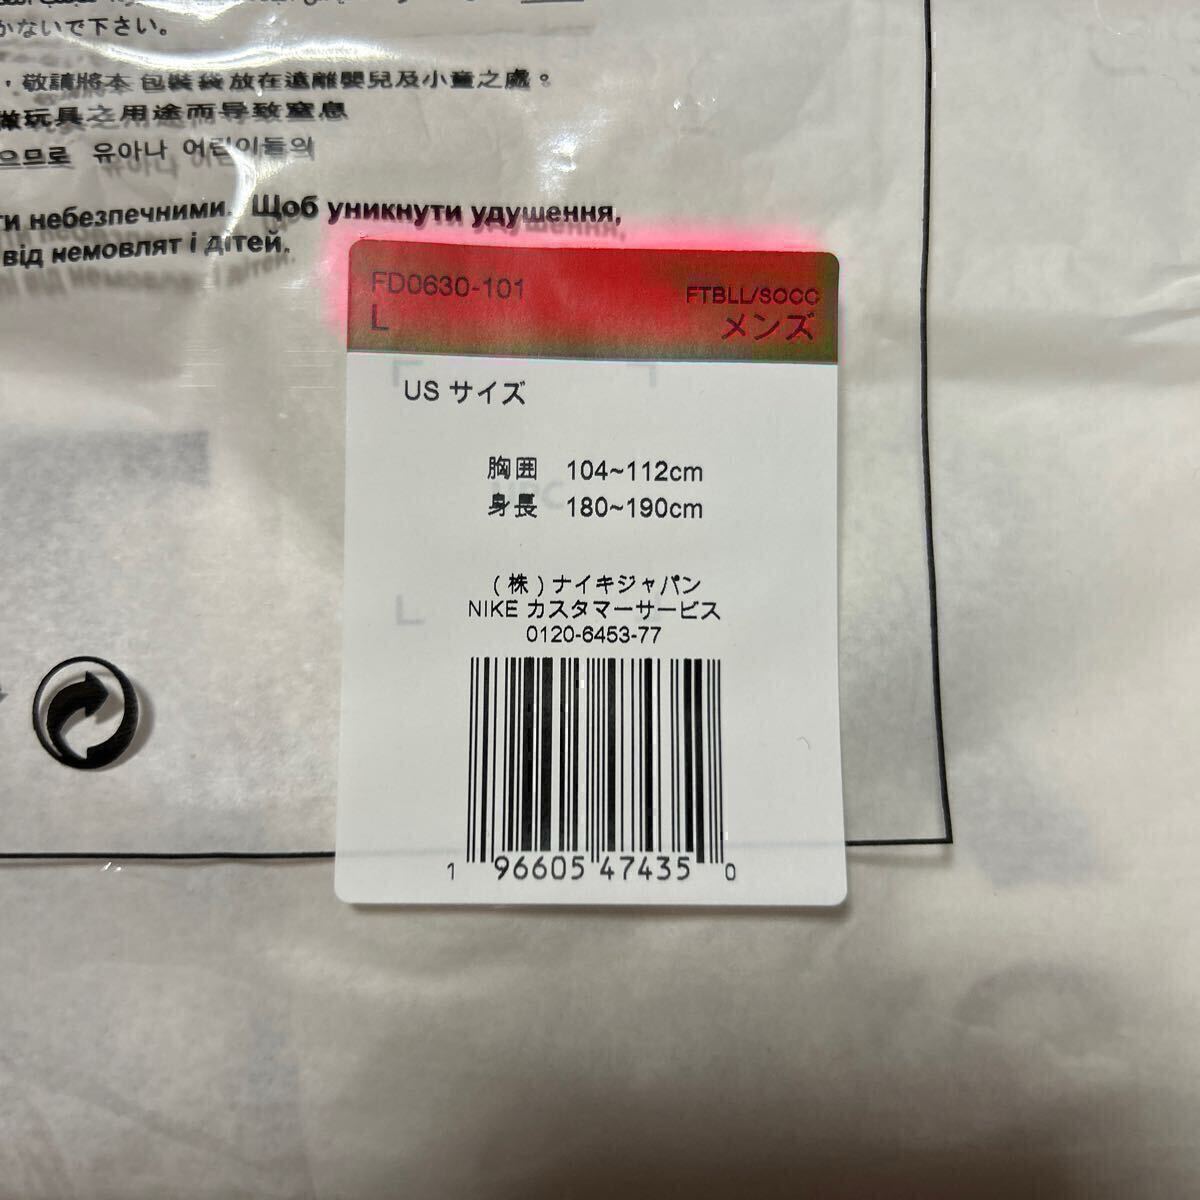 かないで下さい。
，敬請將本 包裝袋 放在遠離嬰兒及小童之處。
做玩具之用途而导致窒息
으므로 유아나 어린이들의
ти небезпечними. Щоб уникнути удушення,
від немовлят і дітей.
FD0630-101 FTBLL/SOCC
L メンズ
US サイズ
胸囲 104~112cm
身長 180~190cm
(株)ナイキジャパン
NIKE カスタマーサービス
0120-6453-77
1 96605 47435 0